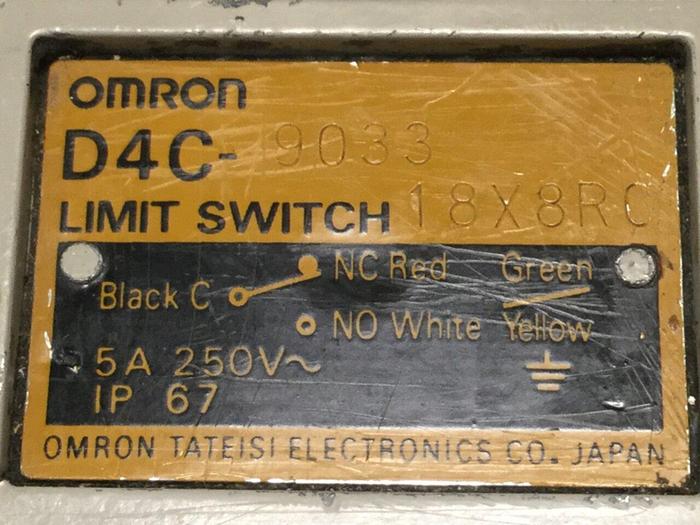 OMRON
D4C- 9033
LIMIT SWITCH 18X8RC
NC Red Green
Black C
NO White Yellow
5A 250V~
IP 67
OMRON TATEISI ELECTRONICS CO. JAPAN